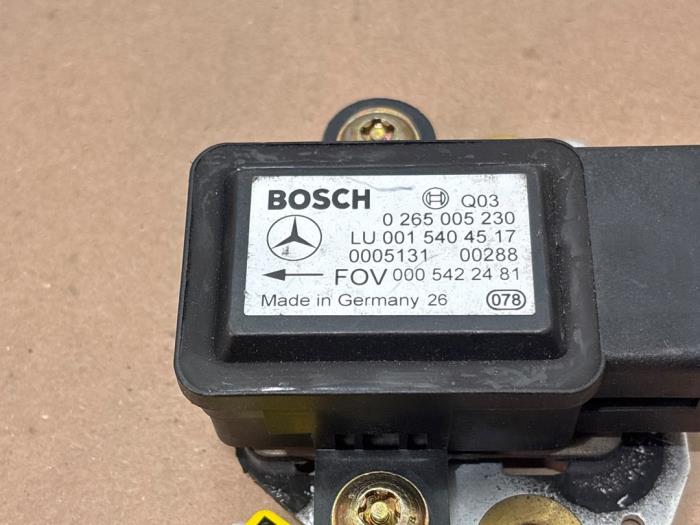 BOSCH Q03
0 265 005 230
LU 001 540 45 17
0005131 00288
FOV 000 542 24 81
Made in Germany 26 078